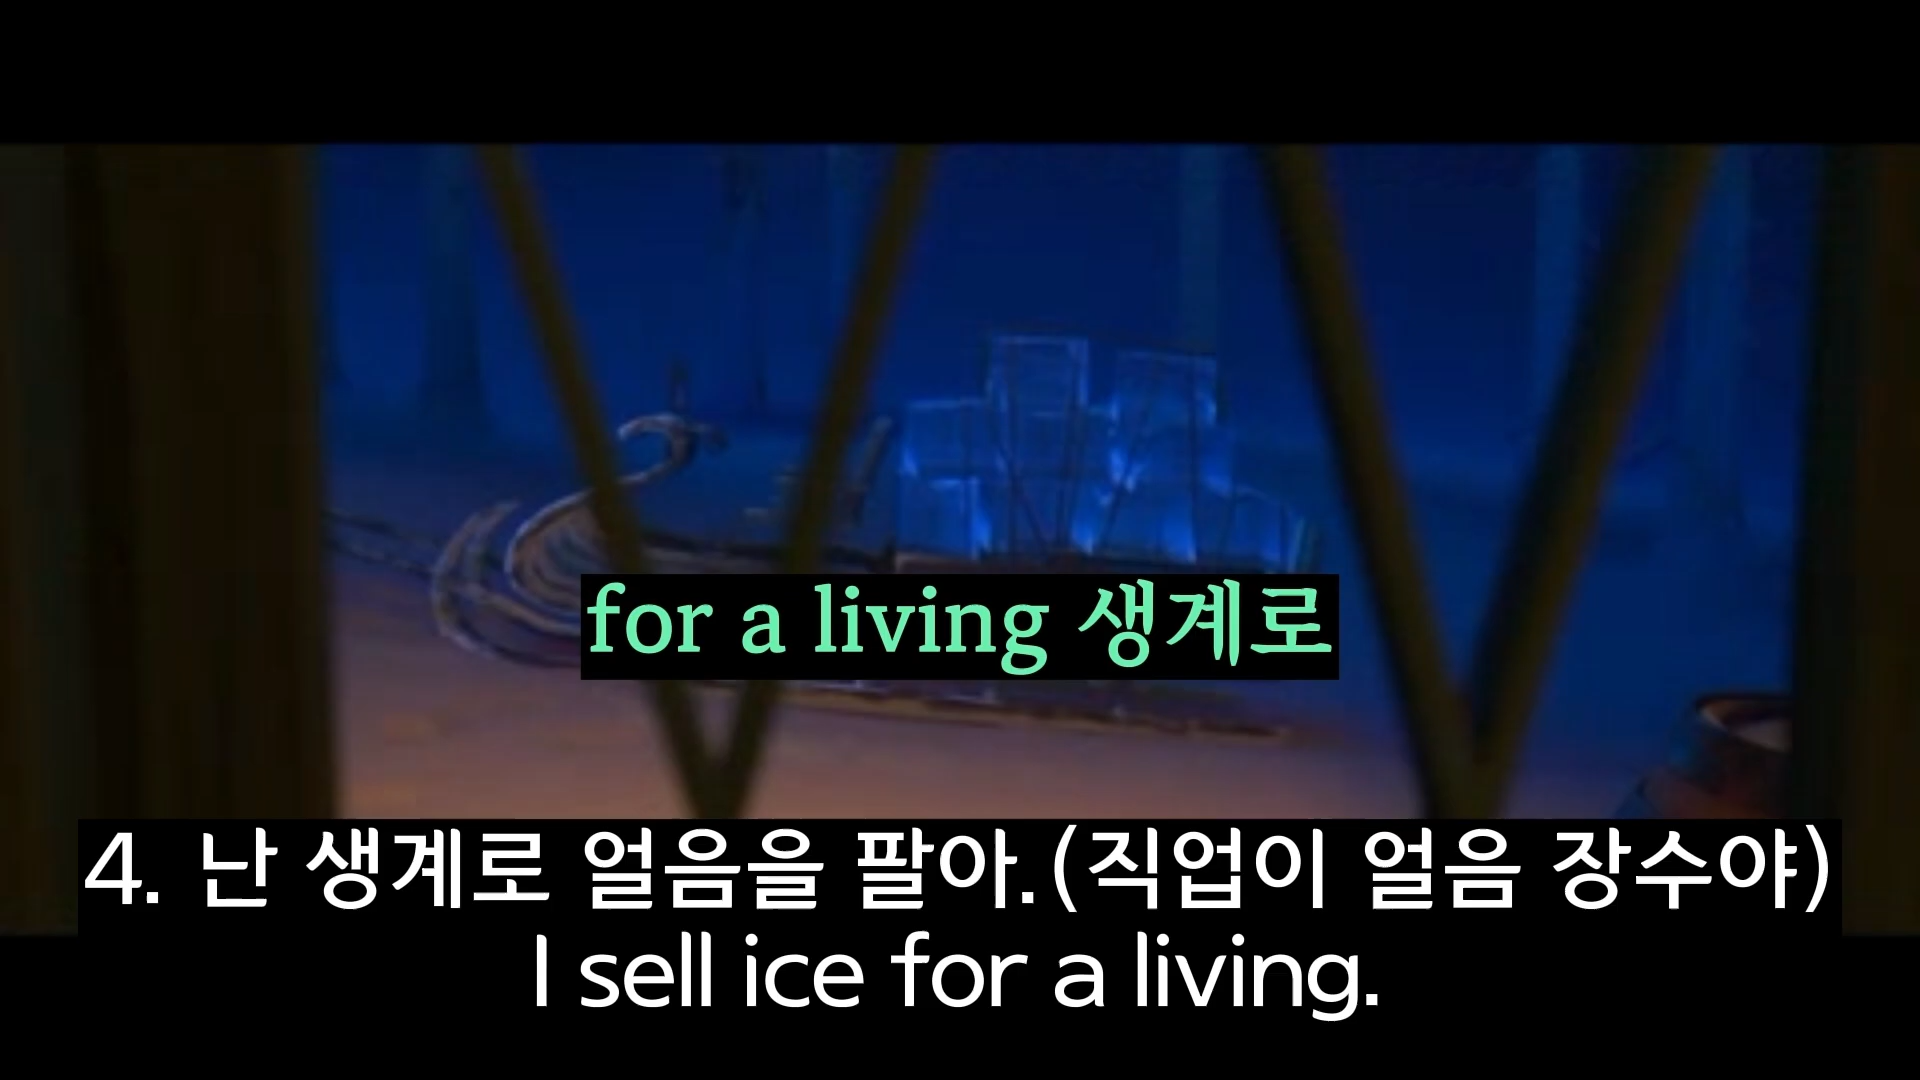 for a living 생계로
4. 난 생계로 얼음을 팔아.(직업이 얼음 장수야)
I sell ice for a living.